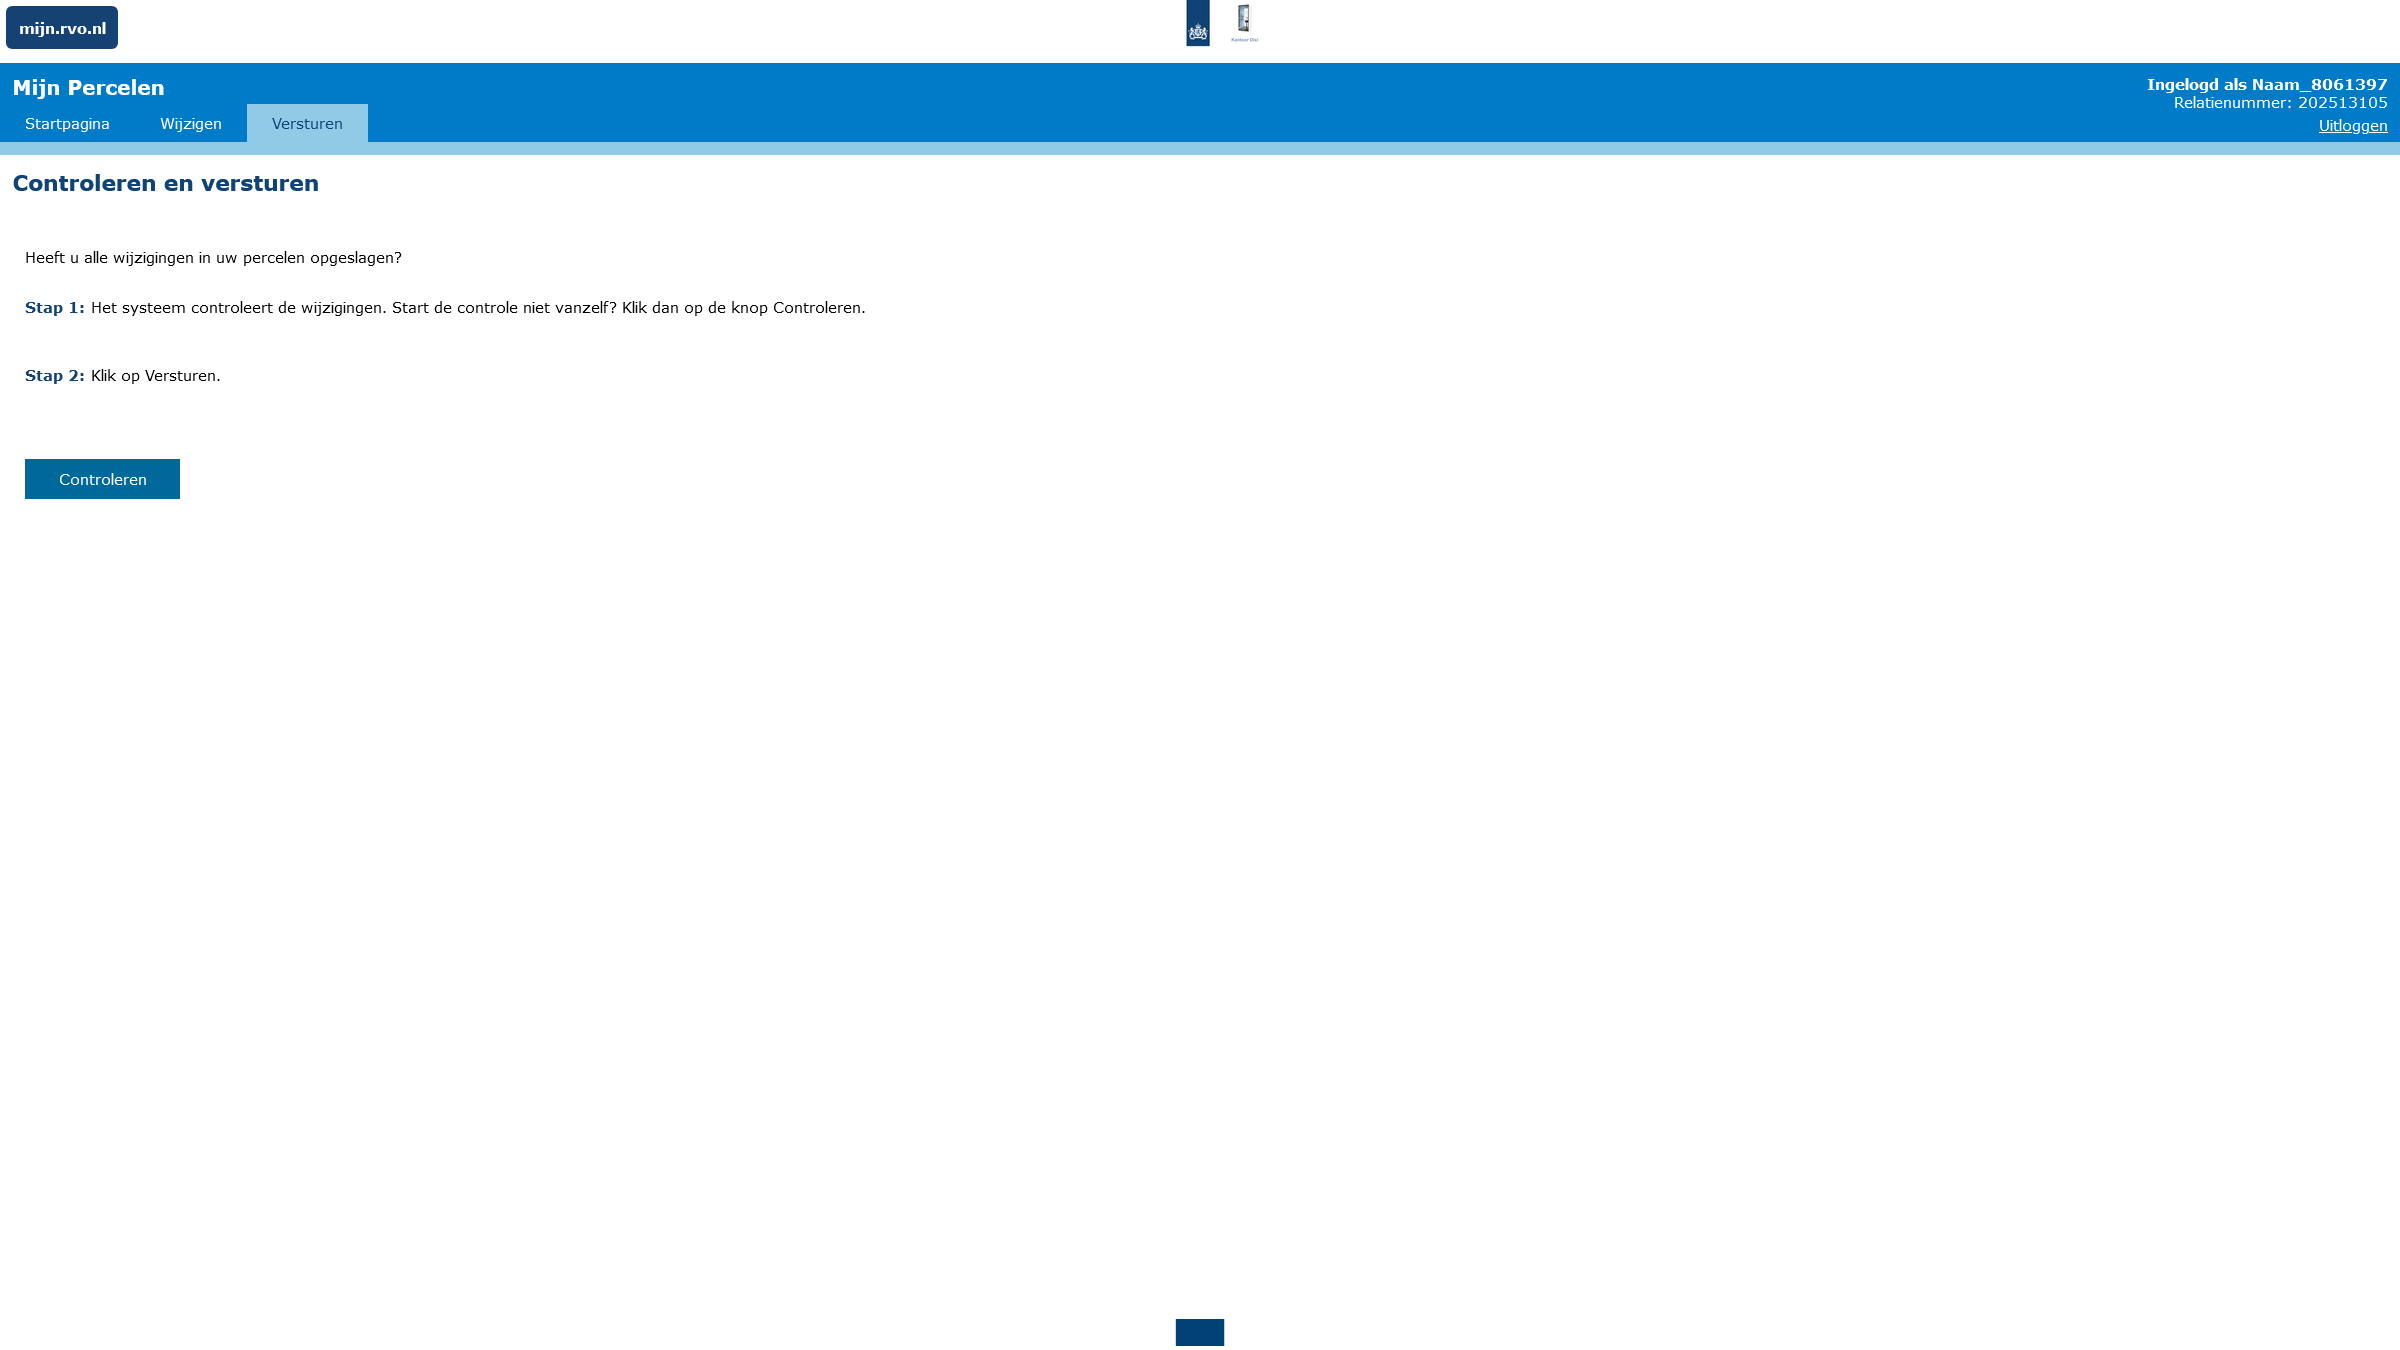 mijn.rvo.nl
Kantoor Dixi
Mijn Percelen
Ingelogd als Naam_8061397
Relatienummer: 202513105
Uitloggen
Startpagina
Wijzigen
Versturen
Controleren en versturen
Heeft u alle wijzigingen in uw percelen opgeslagen?
Stap 1: Het systeem controleert de wijzigingen. Start de controle niet vanzelf? Klik dan op de knop Controleren.
Stap 2: Klik op Versturen.
Controleren